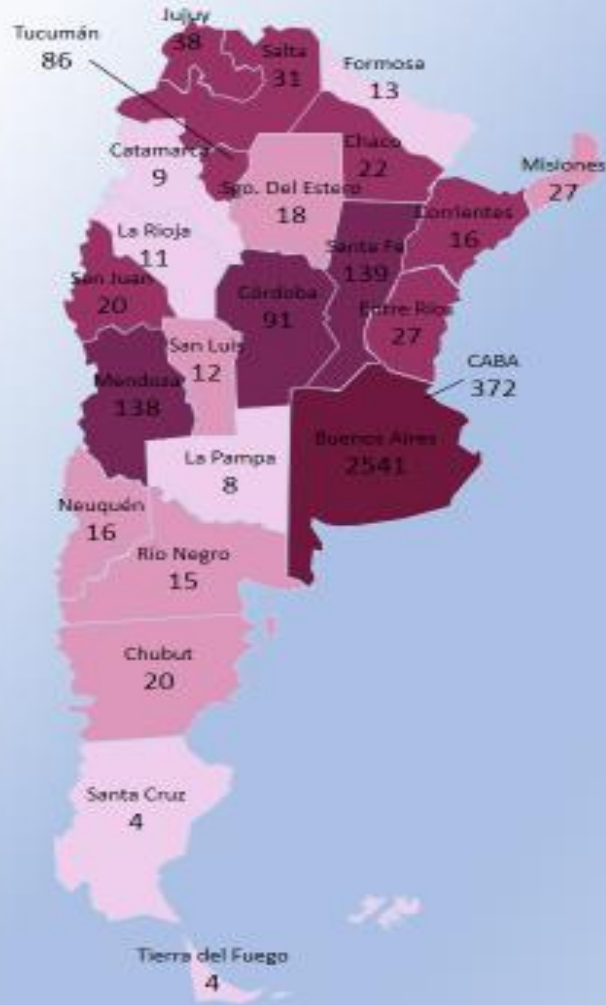 Jujuy
38
Tucumán
86
Salta
31
Formosa
13
Catamarca
9
Chaco
22
Misiones
27
Sgo. Del Estero
18
Corrientes
16
La Rioja
11
Santa Fe
139
San Juan
20
Córdoba
91
Entre Ríos
27
San Luis
12
CABA
372
Mendoza
138
Buenos Aires
2541
La Pampa
8
Neuquén
16
Río Negro
15
Chubut
20
Santa Cruz
4
Tierra del Fuego
4